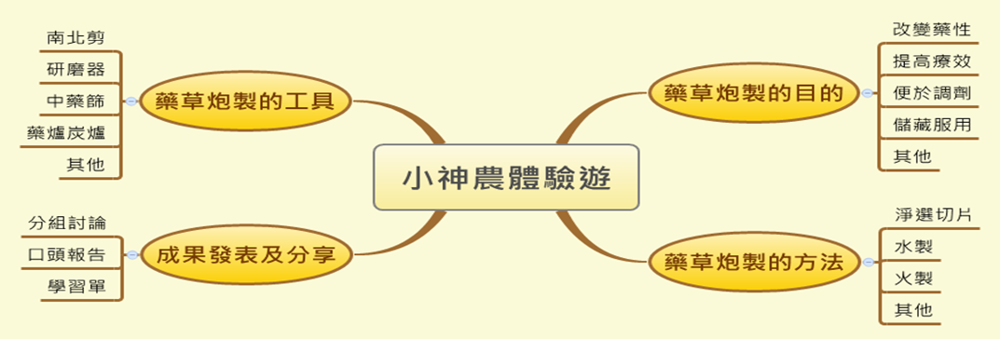 小神農體驗遊
藥草炮製的工具
南北剪
研磨器
中藥篩
藥爐炭爐
其他
成果發表及分享
分組討論
口頭報告
學習單
藥草炮製的目的
改變藥性
提高療效
便於調劑
儲藏服用
其他
藥草炮製的方法
淨選切片
水製
火製
其他